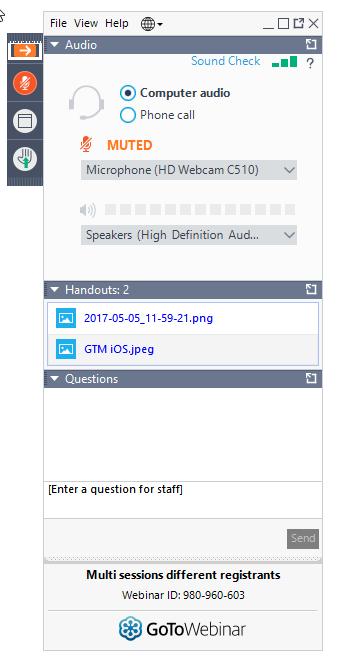 File View Help
Audio
Sound Check ?
Computer audio
Phone call
MUTED
Microphone (HD Webcam C510)
Speakers (High Definition Aud...
Handouts: 2
2017-05-05_11-59-21.png
GTM iOS.jpeg
Questions
[Enter a question for staff]
Send
Multi sessions different registrants
Webinar ID: 980-960-603
GoToWebinar